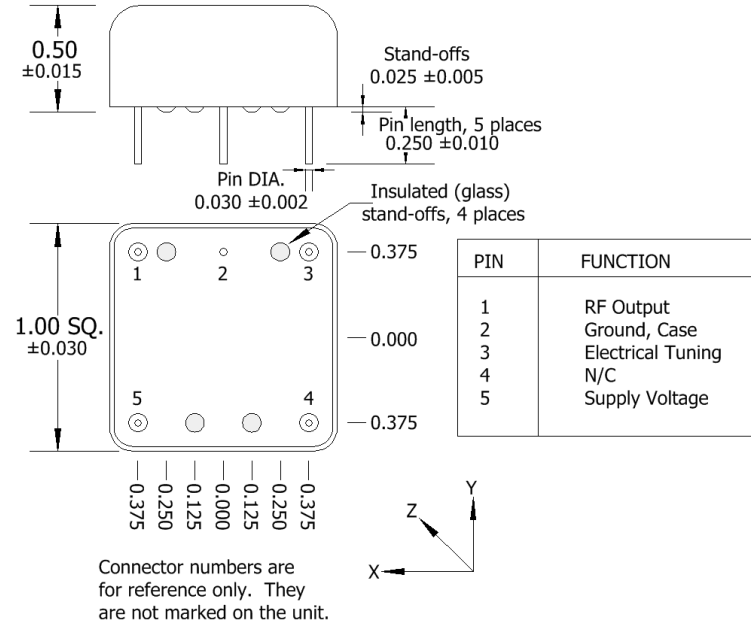 0.50
±0.015
Stand-offs
0.025 ±0.005
Pin length, 5 places
0.250 ±0.010
Pin DIA.
0.030 ±0.002
Insulated (glass)
stand-offs, 4 places
1.00 SQ.
±0.030
1 2 3
5 4
0.375
0.000
0.375
0.375 0.250 0.125 0.000 0.125 0.250 0.375
PIN FUNCTION
1 RF Output
2 Ground, Case
3 Electrical Tuning
4 N/C
5 Supply Voltage
Y
Z
X
Connector numbers are
for reference only. They
are not marked on the unit.